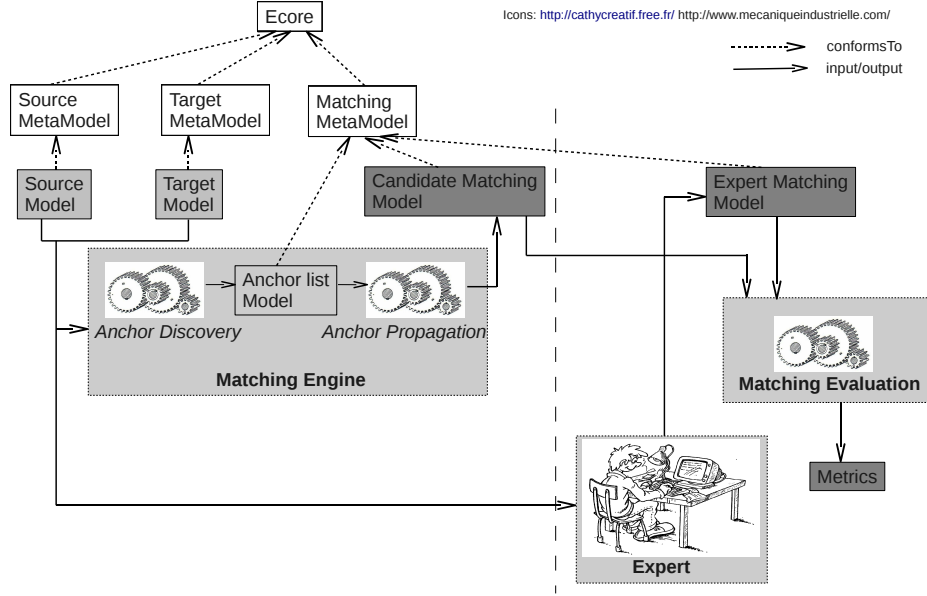 Ecore
Icons: http://cathycreatif.free.fr/ http://www.mecaniqueindustrielle.com/
conformsTo
input/output
Source
MetaModel
Target
MetaModel
Matching
MetaModel
Source
Model
Target
Model
Candidate Matching
Model
Expert Matching
Model
Anchor list
Model
Anchor Discovery
Anchor Propagation
Matching Engine
Matching Evaluation
Metrics
Expert